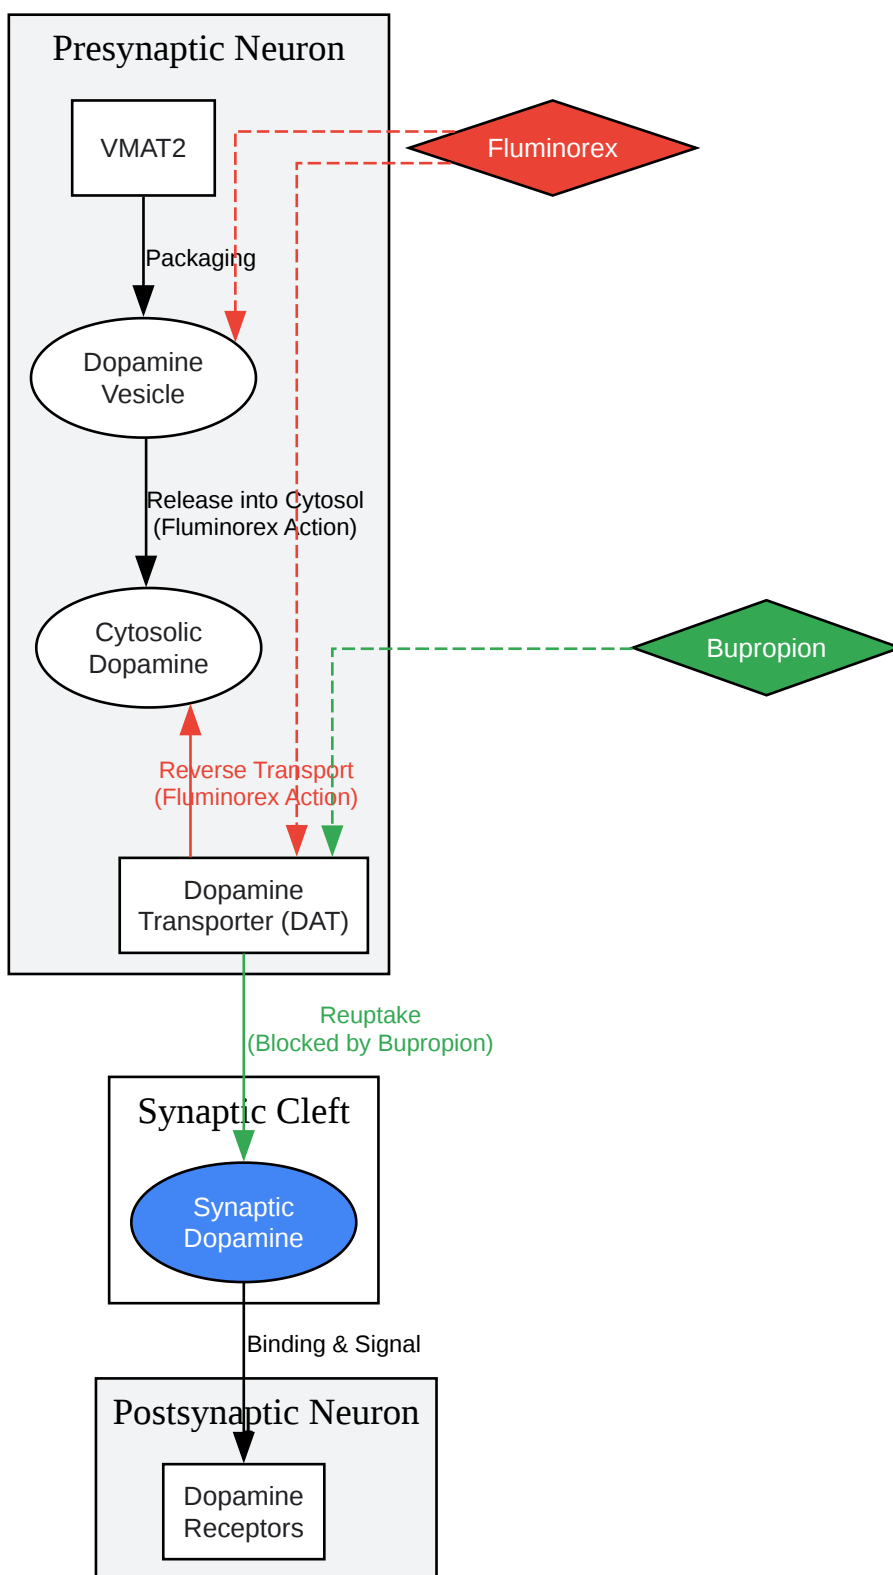 Presynaptic Neuron
VMAT2
Fluminorex
Packaging
Dopamine
Vesicle
Release into Cytosol
(Fluminorex Action)
Cytosolic
Dopamine
Bupropion
Reverse Transport
(Fluminorex Action)
Dopamine
Transporter (DAT)
Reuptake
(Blocked by Bupropion)
Synaptic Cleft
Synaptic
Dopamine
Binding & Signal
Postsynaptic Neuron
Dopamine
Receptors